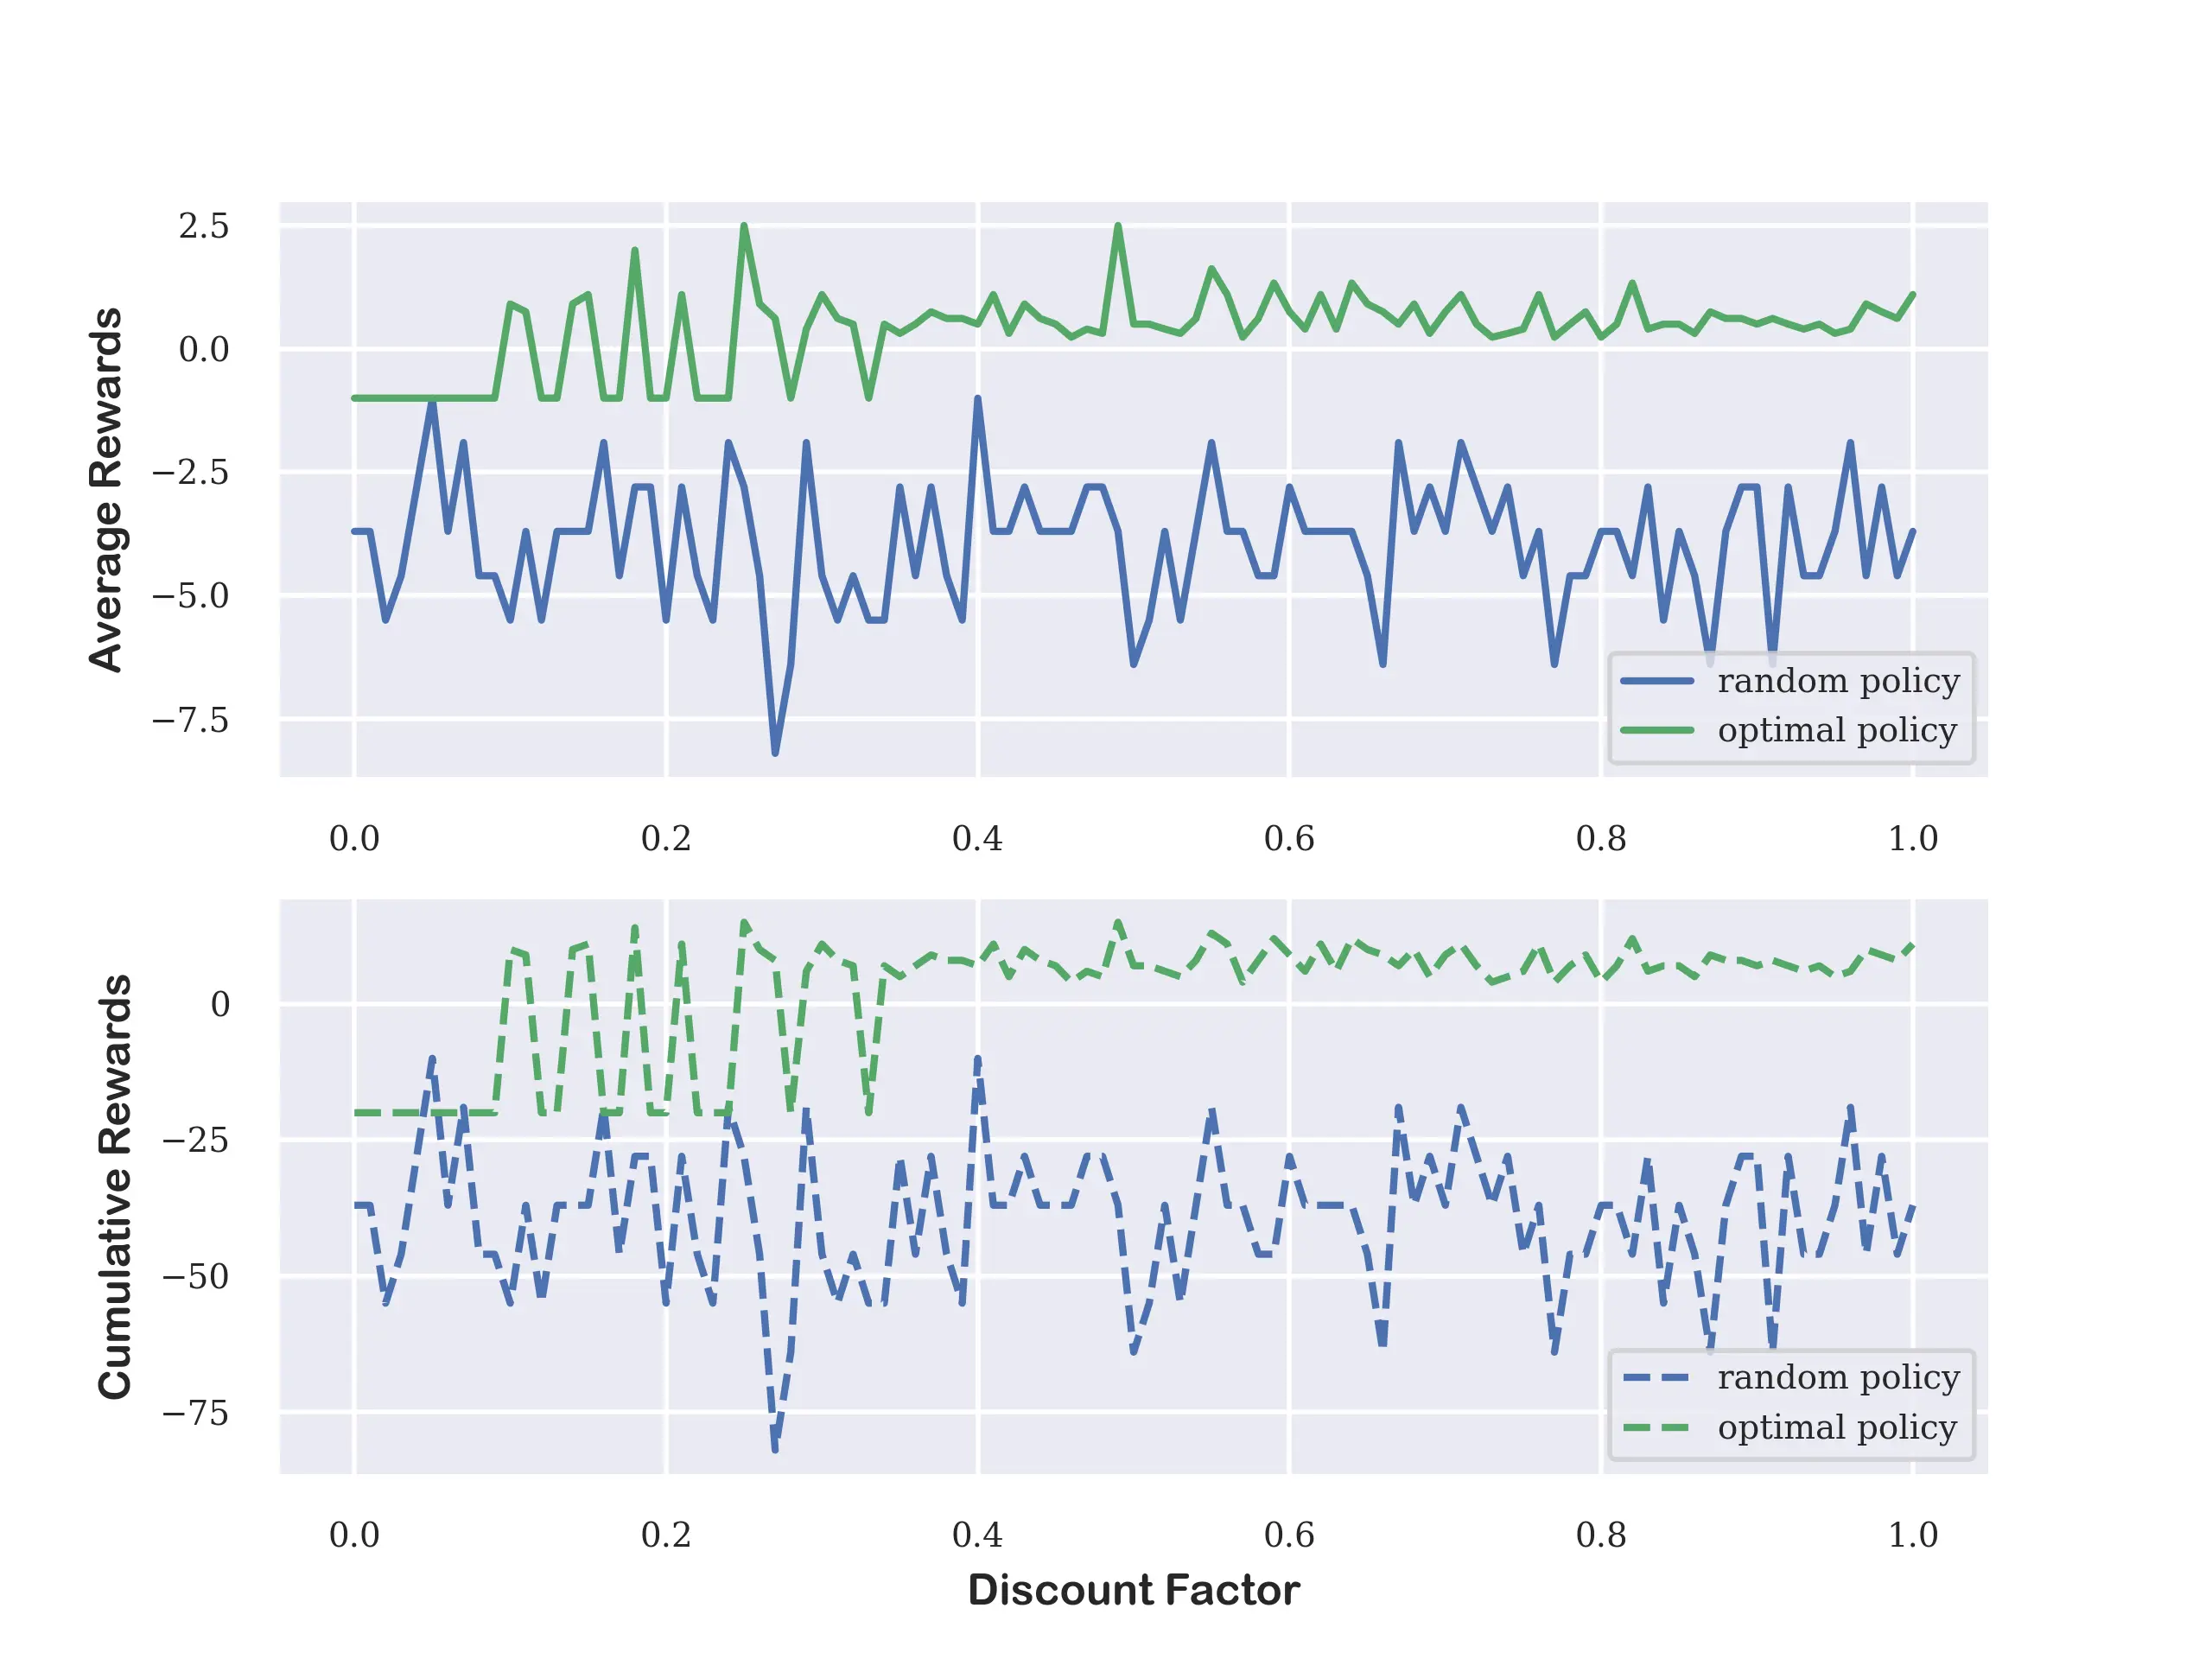 Average Rewards
2.5
0.0
−2.5
−5.0
−7.5
random policy
optimal policy
0.0 0.2 0.4 0.6 0.8 1.0
Cumulative Rewards
0
−25
−50
−75
random policy
optimal policy
0.0 0.2 0.4 0.6 0.8 1.0
Discount Factor